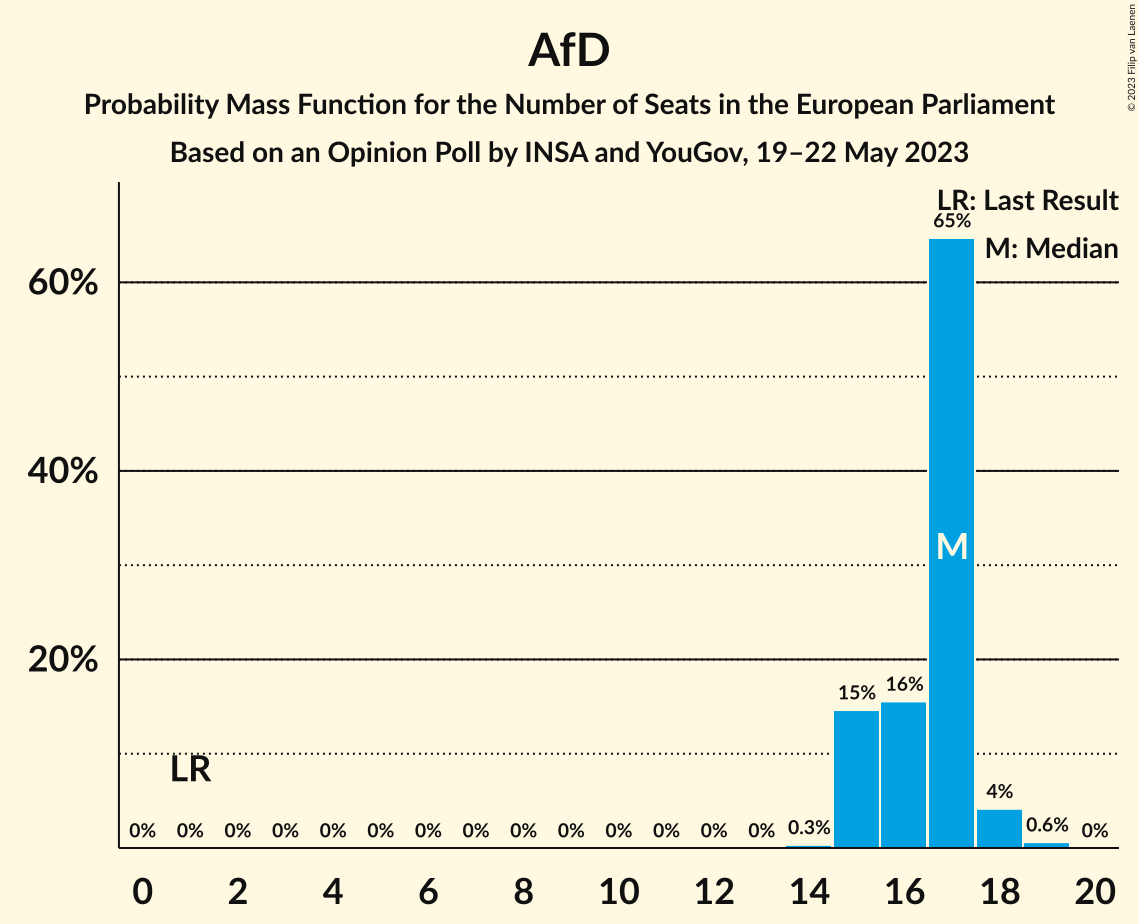 AfD
Probability Mass Function for the Number of Seats in the European Parliament
Based on an Opinion Poll by INSA and YouGov, 19–22 May 2023
© 2023 Filip van Laenen
LR: Last Result
M: Median
65%
60%
40%
M
20%
15% 16%
LR
4%
0% 0% 0% 0% 0% 0% 0% 0% 0% 0% 0% 0% 0% 0% 0.3% 0.6% 0%
0 2 4 6 8 10 12 14 16 18 20